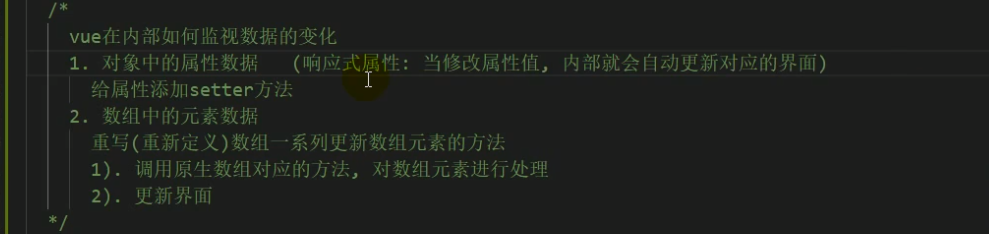 /*
vue在内部如何监视数据的变化
1. 对象中的属性数据 (响应式属性: 当修改属性值, 内部就会自动更新对应的界面)
给属性添加setter方法
2. 数组中的元素数据
重写(重新定义)数组一系列更新数组元素的方法
1). 调用原生数组对应的方法, 对数组元素进行处理
2). 更新界面
*/